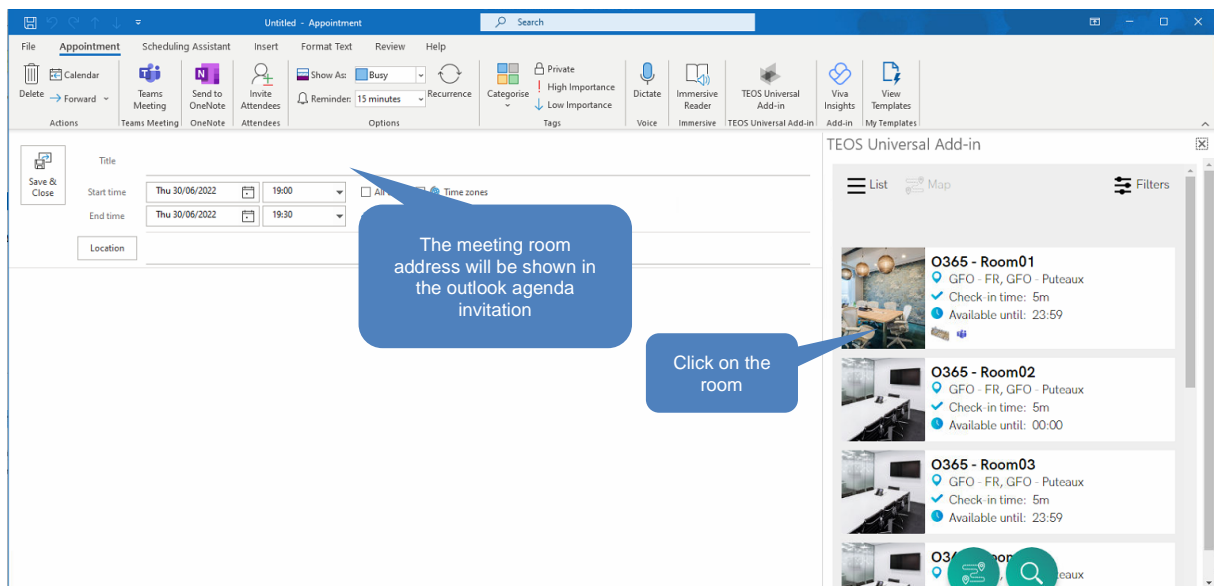 Untitled - Appointment
Search
File Appointment Scheduling Assistant Insert Format Text Review Help
Delete
Calendar
Forward
Actions
Teams Meeting
Teams Meeting
Send to OneNote
OneNote
Invite Attendees
Attendees
Show As: Busy
Reminder: 15 minutes
Recurrence
Options
Categorise
Private
High Importance
Low Importance
Tags
Dictate
Voice
Immersive Reader
Immersive
TEOS Universal Add-in
TEOS Universal Add-in
Viva Insights
Add-in
View Templates
My Templates
Save & Close
Title
Start time Thu 30/06/2022 19:00 Time zones
End time Thu 30/06/2022 19:30
Location
The meeting room
address will be shown in
the outlook agenda
invitation
Click on the
room
TEOS Universal Add-in
List Map Filters
O365 - Room01
GFO - FR, GFO - Puteaux
Check-in time: 5m
Available until: 23:59
O365 - Room02
GFO - FR, GFO - Puteaux
Check-in time: 5m
Available until: 00:00
O365 - Room03
GFO - FR, GFO - Puteaux
Check-in time: 5m
Available until: 23:59